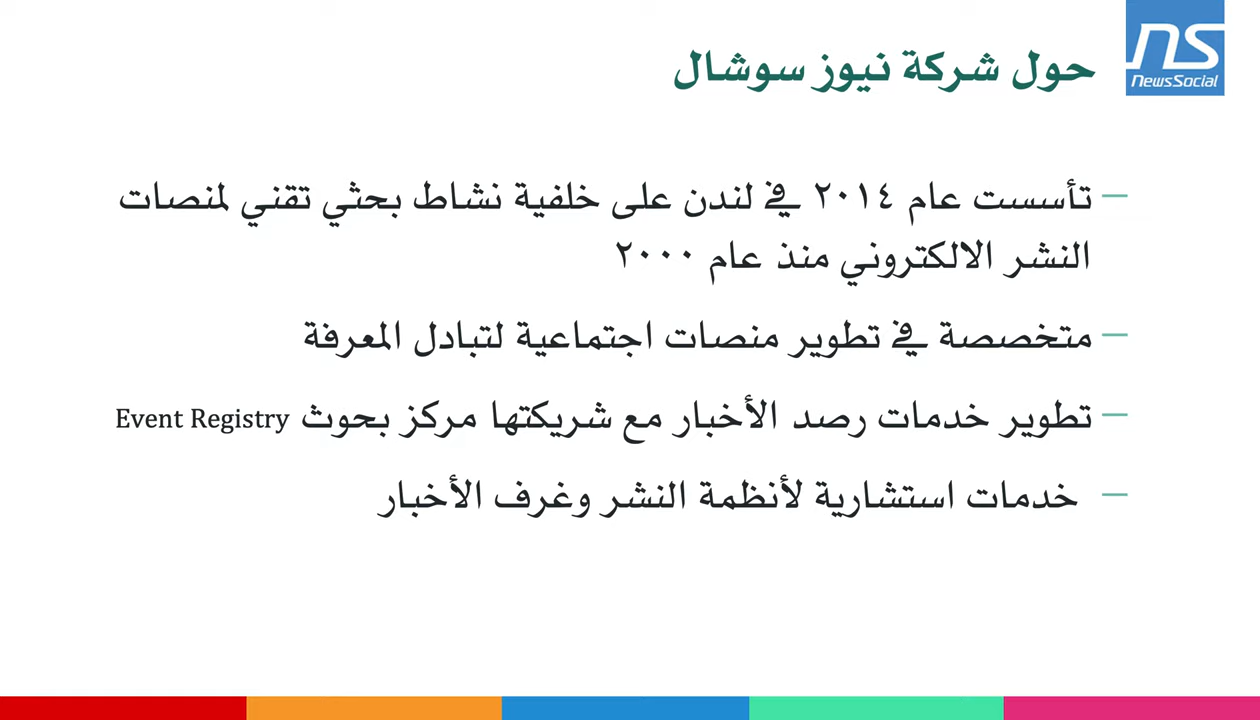 حول شركة نيوز سوشال
ns
NewsSocial
– تأسست عام ٢٠١٤ في لندن على خلفية نشاط بحثي تقني لمنصات
النشر الالكتروني منذ عام ٢٠٠٠
– متخصصة في تطوير منصات اجتماعية لتبادل المعرفة
– تطوير خدمات رصد الأخبار مع شريكتها مركز بحوث Event Registry
– خدمات استشارية لأنظمة النشر وغرف الأخبار